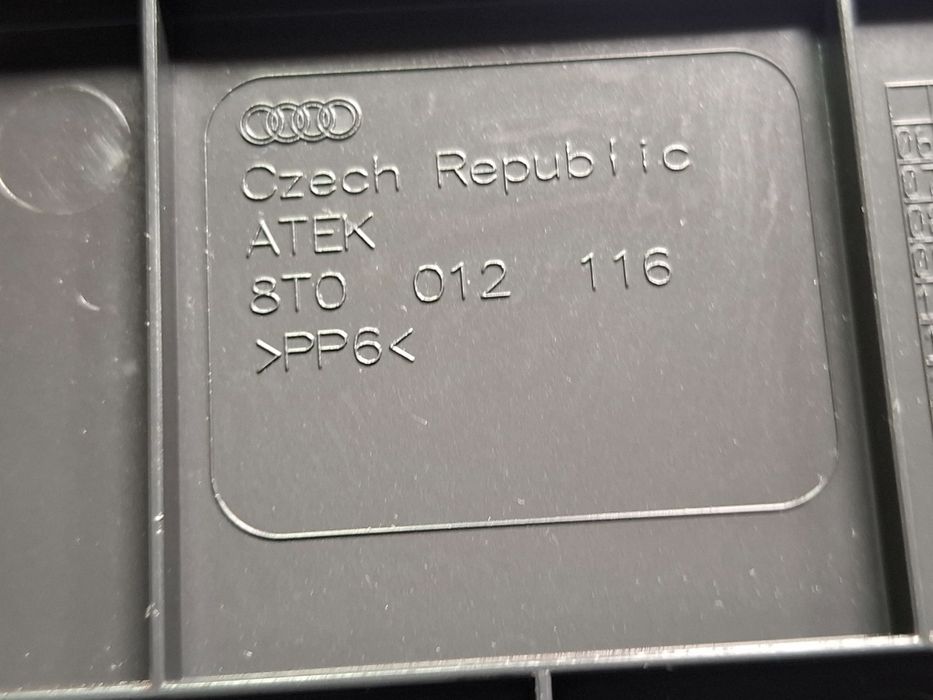 Czech Republic
ATEK
8T0 012 116
>PP6<